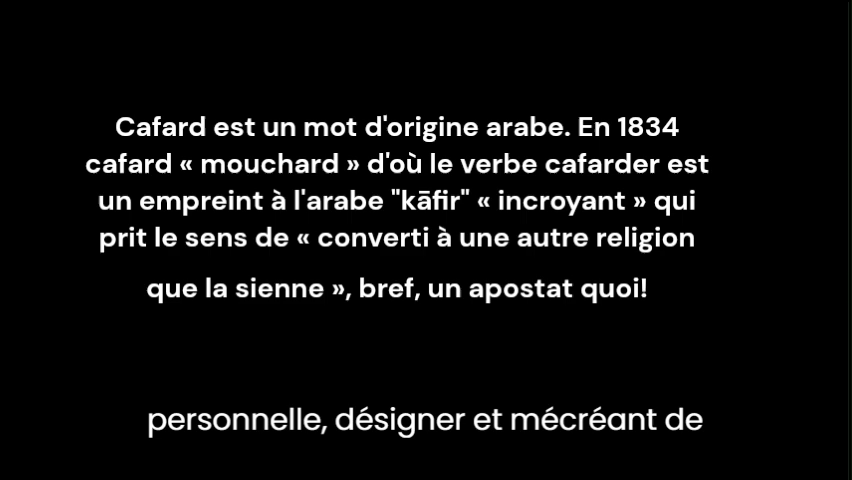 Cafard est un mot d'origine arabe. En 1834
cafard « mouchard » d'où le verbe cafarder est
un empreint à l'arabe "kāfir" « incroyant » qui
prit le sens de « converti à une autre religion
que la sienne », bref, un apostat quoi!
personnelle, désigner et mécréant de